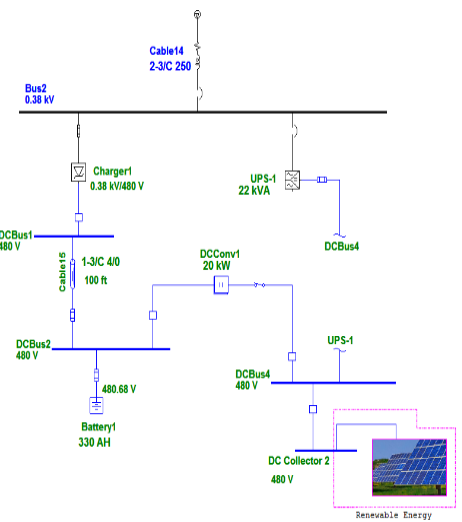 Cable14
2-3/C 250
Bus2
0.38 kV
Charger1
0.38 kV/480 V
UPS-1
22 kVA
DCBus4
DCBus1
480 V
Cable15
1-3/C 4/0
100 ft
DCConv1
20 kW
DCBus2
480 V
UPS-1
DCBus4
480 V
480.68 V
Battery1
330 AH
DC Collector 2
480 V
Renewable Energy